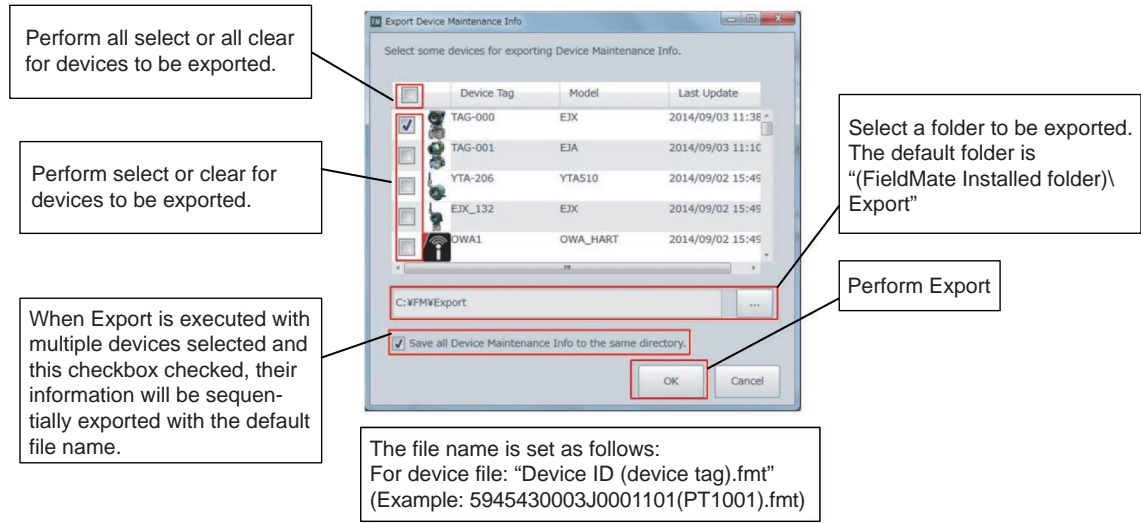 Perform all select or all clear
for devices to be exported.
Perform select or clear for
devices to be exported.
When Export is executed with
multiple devices selected and
this checkbox checked, their
information will be sequen-
tially exported with the default
file name.
Export Device Maintenance Info
Select some devices for exporting Device Maintenance Info.
Device Tag Model Last Update
TAG-000 EJX 2014/09/03 11:38
TAG-001 EJA 2014/09/03 11:10
YTA-206 YTA510 2014/09/02 15:49
EJX_132 EJX 2014/09/02 15:49
OWA1 OWA_HART 2014/09/02 15:49
C:¥FM¥Export ...
Save all Device Maintenance Info to the same directory.
OK Cancel
Select a folder to be exported.
The default folder is
“(FieldMate Installed folder)\
Export”
Perform Export
The file name is set as follows:
For device file: “Device ID (device tag).fmt”
(Example: 5945430003J0001101(PT1001).fmt)